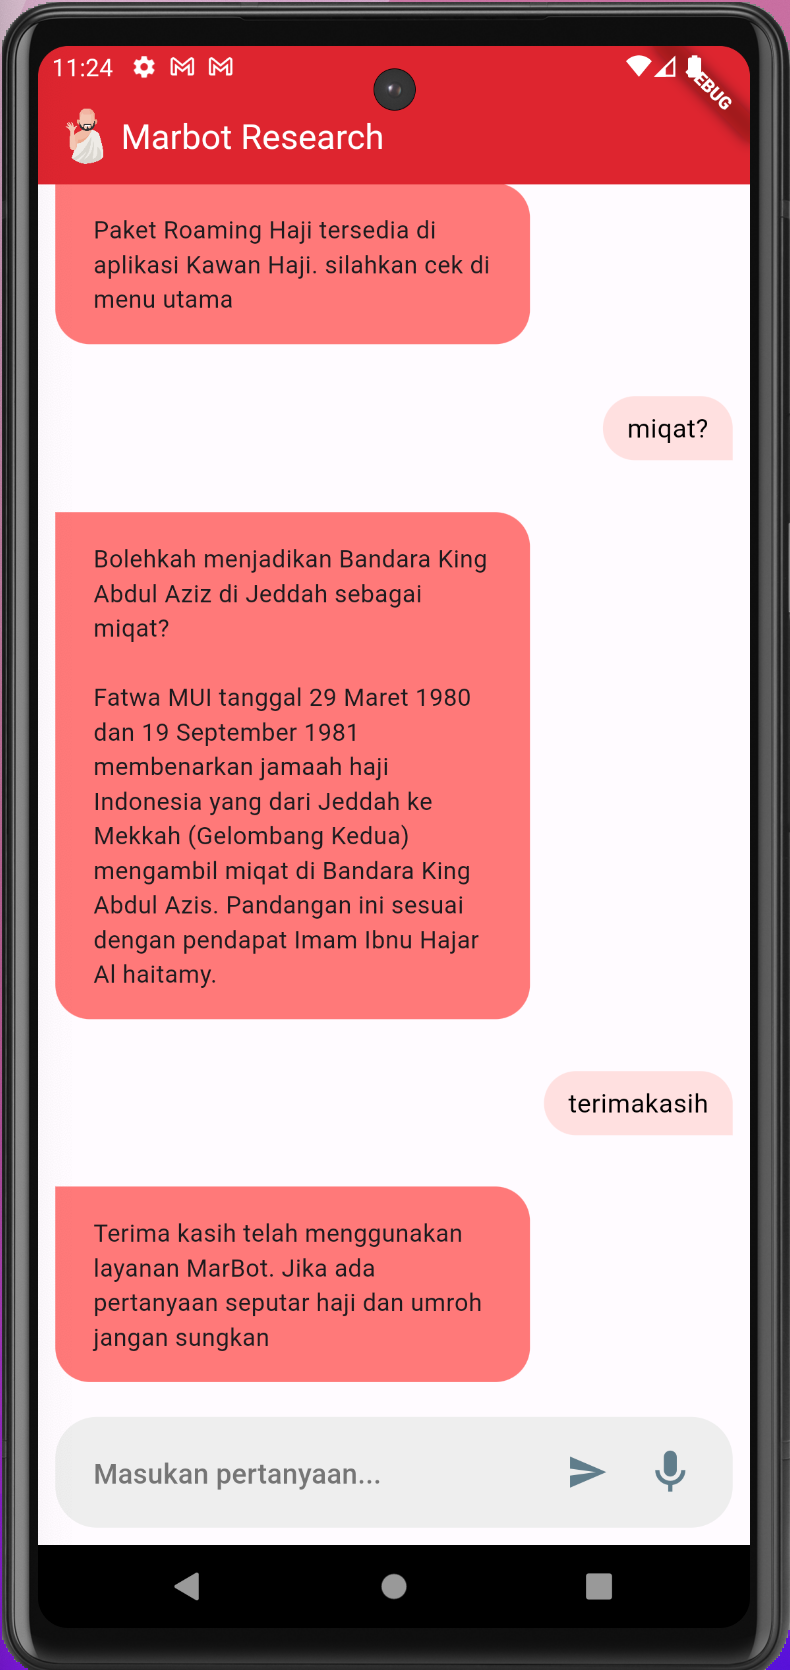 11:24
DEBUG
Marbot Research
Paket Roaming Haji tersedia di
aplikasi Kawan Haji. silahkan cek di
menu utama
miqat?
Bolehkah menjadikan Bandara King
Abdul Aziz di Jeddah sebagai
miqat?
Fatwa MUI tanggal 29 Maret 1980
dan 19 September 1981
membenarkan jamaah haji
Indonesia yang dari Jeddah ke
Mekkah (Gelombang Kedua)
mengambil miqat di Bandara King
Abdul Azis. Pandangan ini sesuai
dengan pendapat Imam Ibnu Hajar
Al haitamy.
terimakasih
Terima kasih telah menggunakan
layanan MarBot. Jika ada
pertanyaan seputar haji dan umroh
jangan sungkan
Masukan pertanyaan...